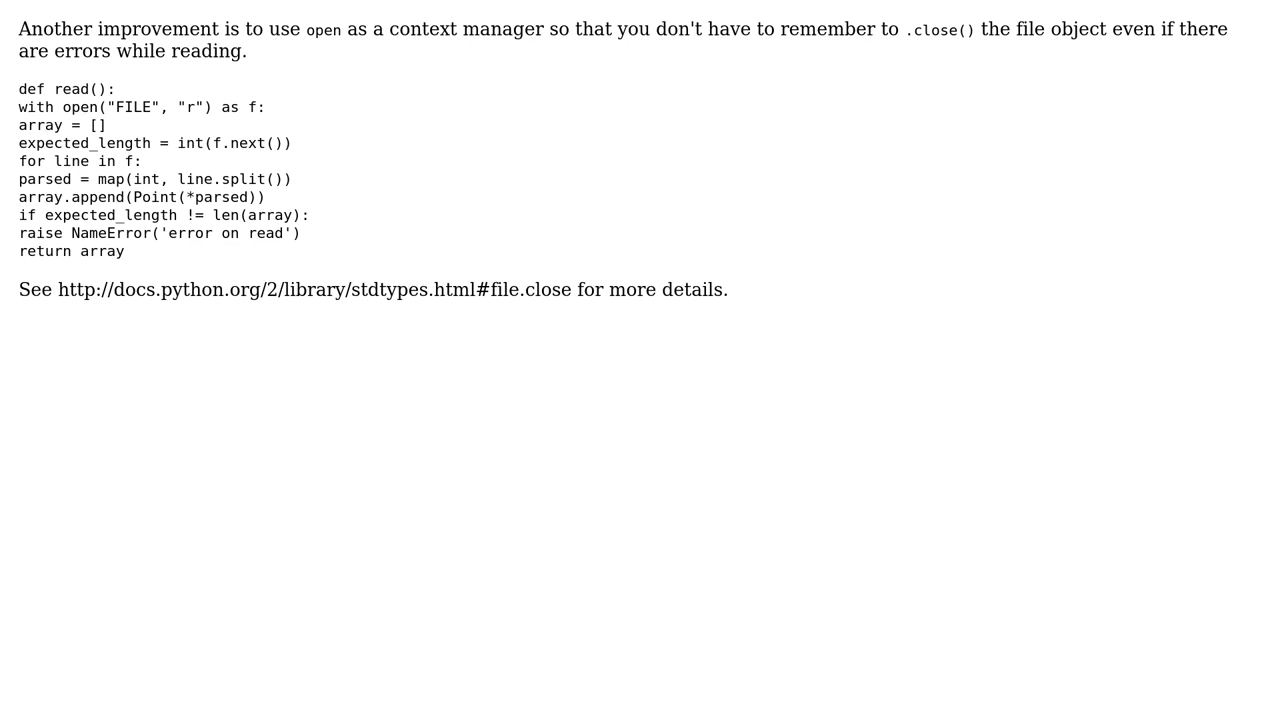 Another improvement is to use open as a context manager so that you don't have to remember to .close() the file object even if there
are errors while reading.
def read():
with open("FILE", "r") as f:
array = []
expected_length = int(f.next())
for line in f:
parsed = map(int, line.split())
array.append(Point(*parsed))
if expected_length != len(array):
raise NameError('error on read')
return array
See http://docs.python.org/2/library/stdtypes.html#file.close for more details.